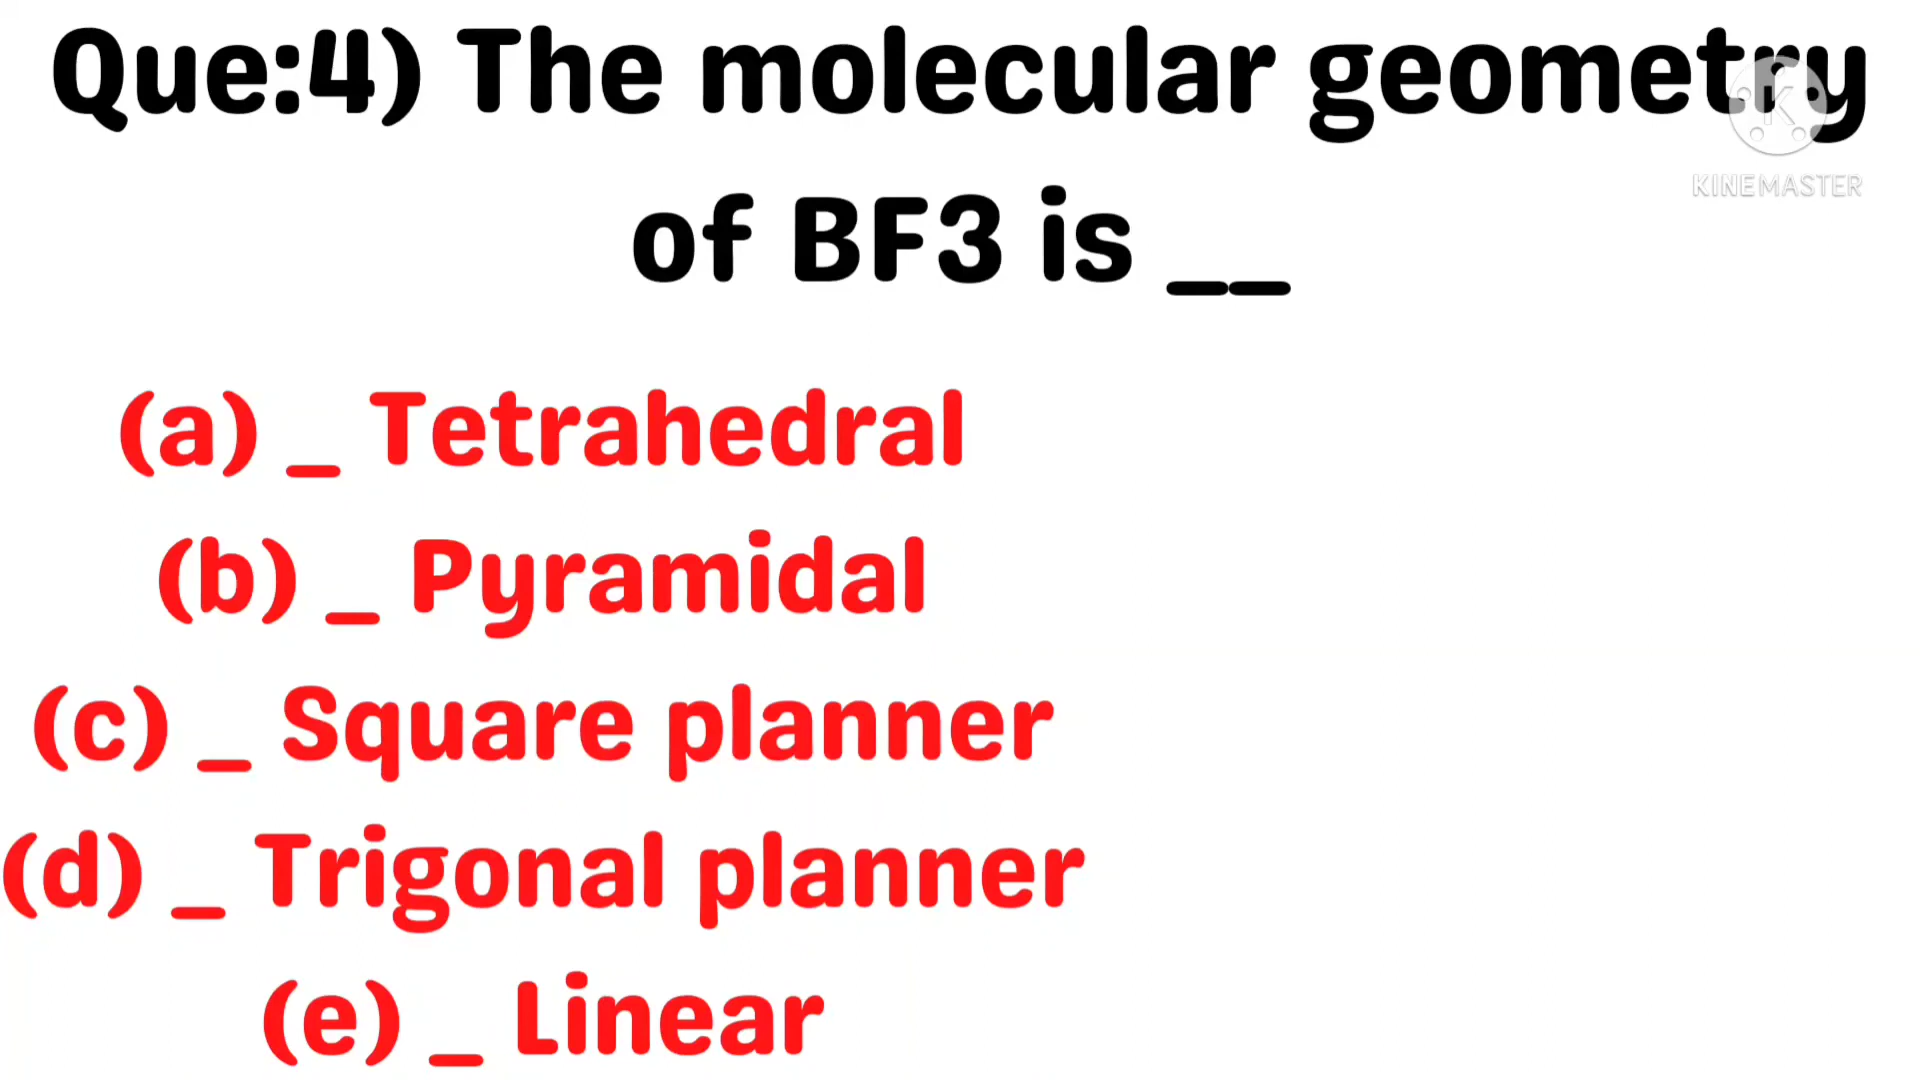 Que:4) The molecular geometry
of BF3 is __
KINEMASTER
(a) _ Tetrahedral
(b) _ Pyramidal
(c) _ Square planner
(d) _ Trigonal planner
(e) _ Linear